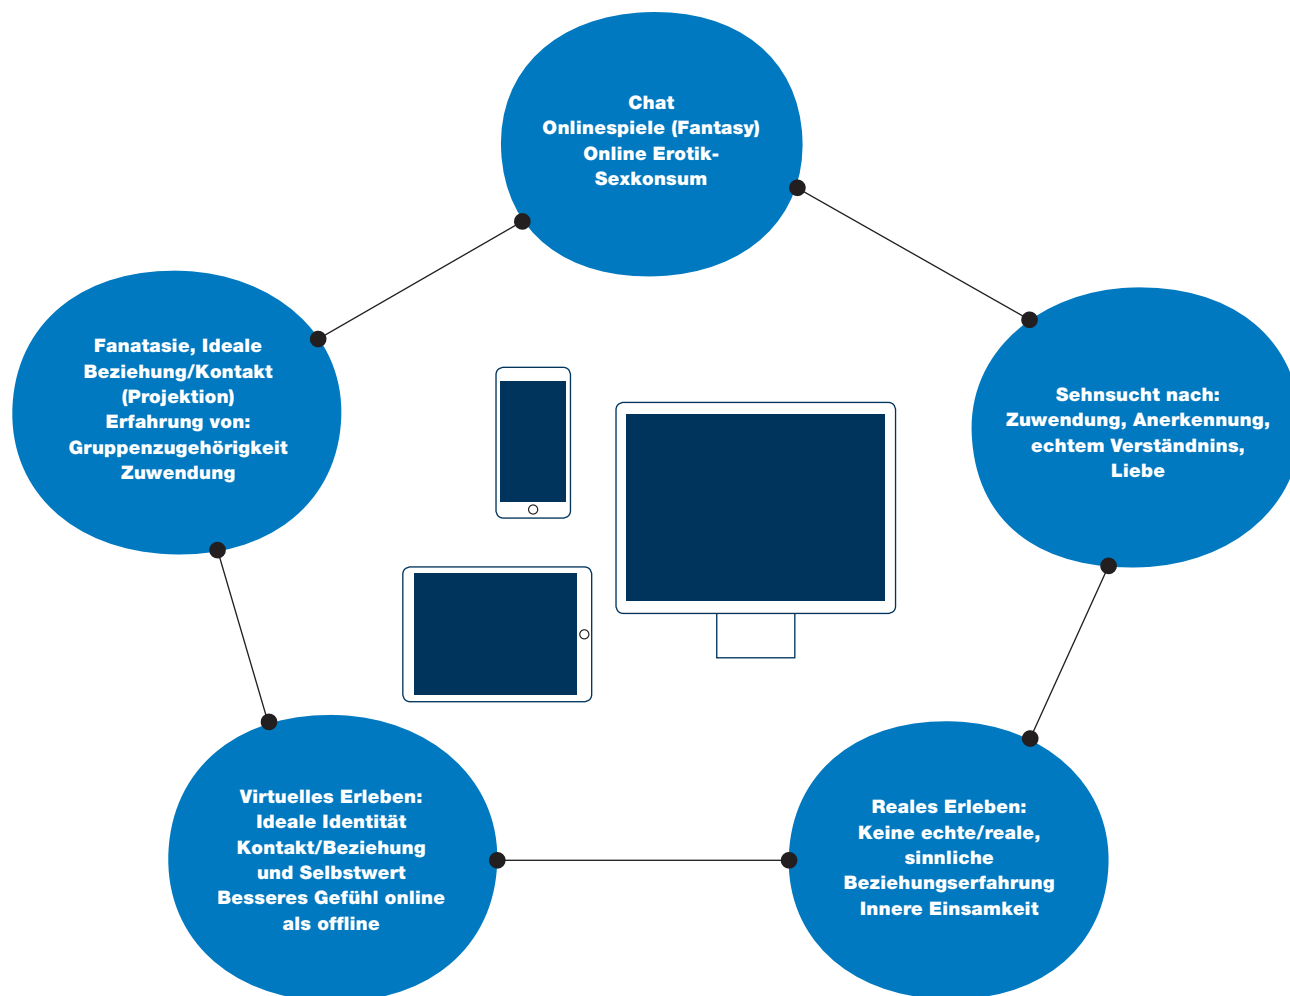 Chat
Onlinespiele (Fantasy)
Online Erotik-
Sexkonsum
Fanatasie, Ideale
Beziehung/Kontakt
(Projektion)
Erfahrung von:
Gruppenzugehörigkeit
Zuwendung
Sehnsucht nach:
Zuwendung, Anerkennung,
echtem Verständnins,
Liebe
Virtuelles Erleben:
Ideale Identität
Kontakt/Beziehung
und Selbstwert
Besseres Gefühl online
als offline
Reales Erleben:
Keine echte/reale,
sinnliche
Beziehungserfahrung
Innere Einsamkeit